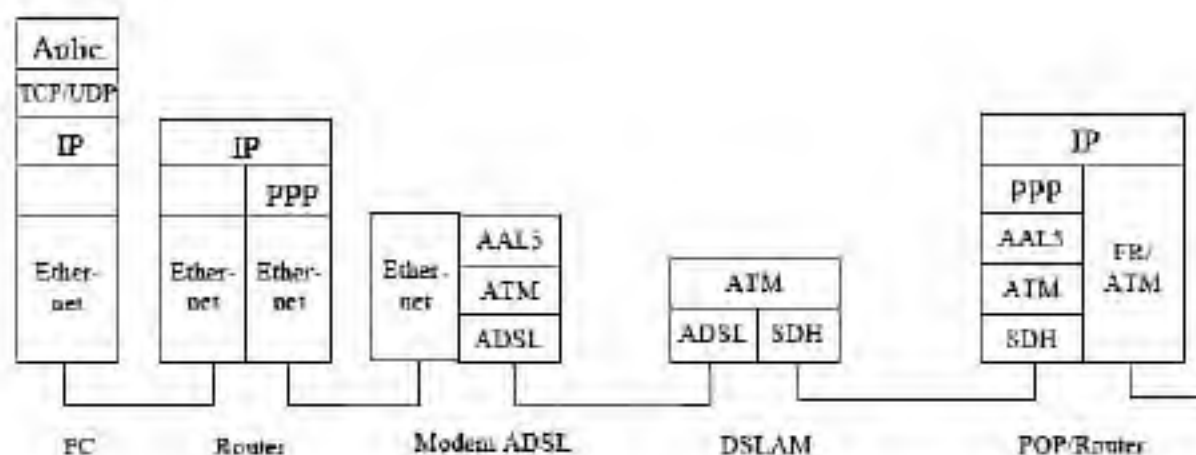 Aplic.
TCP/UDP
IP
Ether-
net
PC
IP
PPP
Ether-
net
Ether-
net
Router
Ether-
net
AAL5
ATM
ADSL
Modem ADSL
ATM
ADSL
SDH
DSLAM
IP
PPP
AAL5
ATM
SDH
FR/
ATM
POP/Router